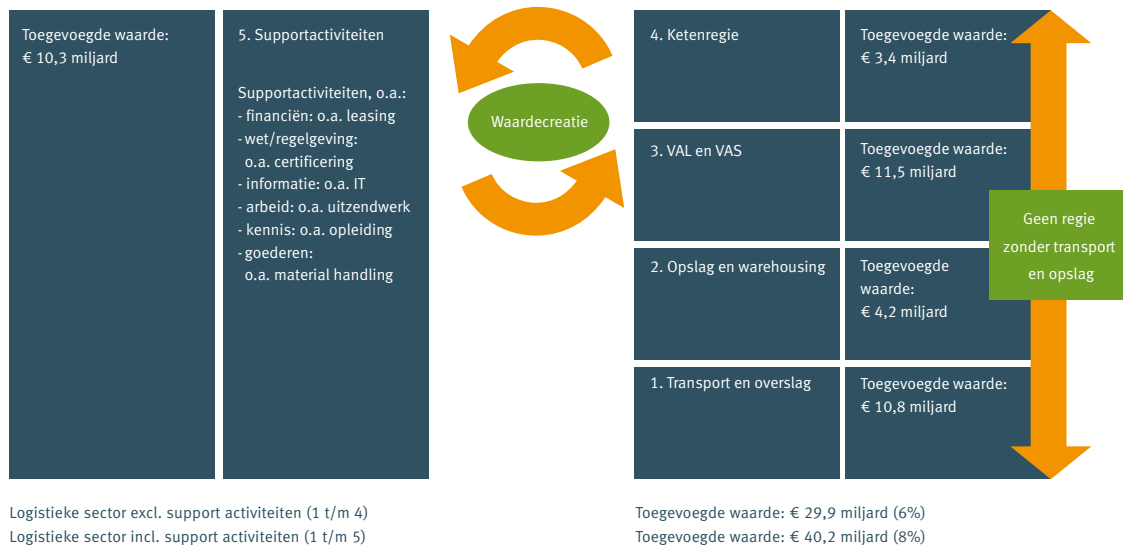 Toegevoegde waarde:
€ 10,3 miljard
5. Supportactiviteiten
Supportactiviteiten, o.a.:
- financiën: o.a. leasing
- wet/regelgeving:
o.a. certificering
- informatie: o.a. IT
- arbeid: o.a. uitzendwerk
- kennis: o.a. opleiding
- goederen:
o.a. material handling
Waardecreatie
4. Ketenregie
Toegevoegde waarde:
€ 3,4 miljard
3. VAL en VAS
Toegevoegde waarde:
€ 11,5 miljard
2. Opslag en warehousing
Toegevoegde
waarde:
€ 4,2 miljard
1. Transport en overslag
Toegevoegde waarde:
€ 10,8 miljard
Geen regie
zonder transport
en opslag
Logistieke sector excl. support activiteiten (1 t/m 4)
Toegevoegde waarde: € 29,9 miljard (6%)
Logistieke sector incl. support activiteiten (1 t/m 5)
Toegevoegde waarde: € 40,2 miljard (8%)